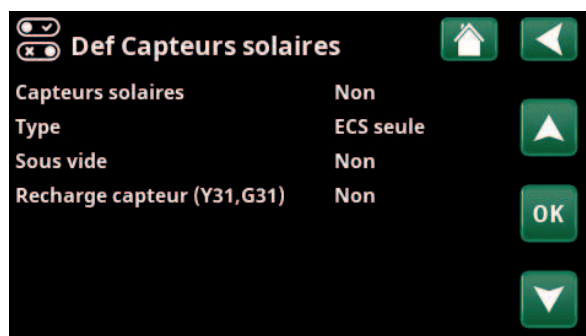 Def Capteurs solaires
Capteurs solaires Non
Type ECS seule
Sous vide Non
Recharge capteur (Y31,G31) Non
OK